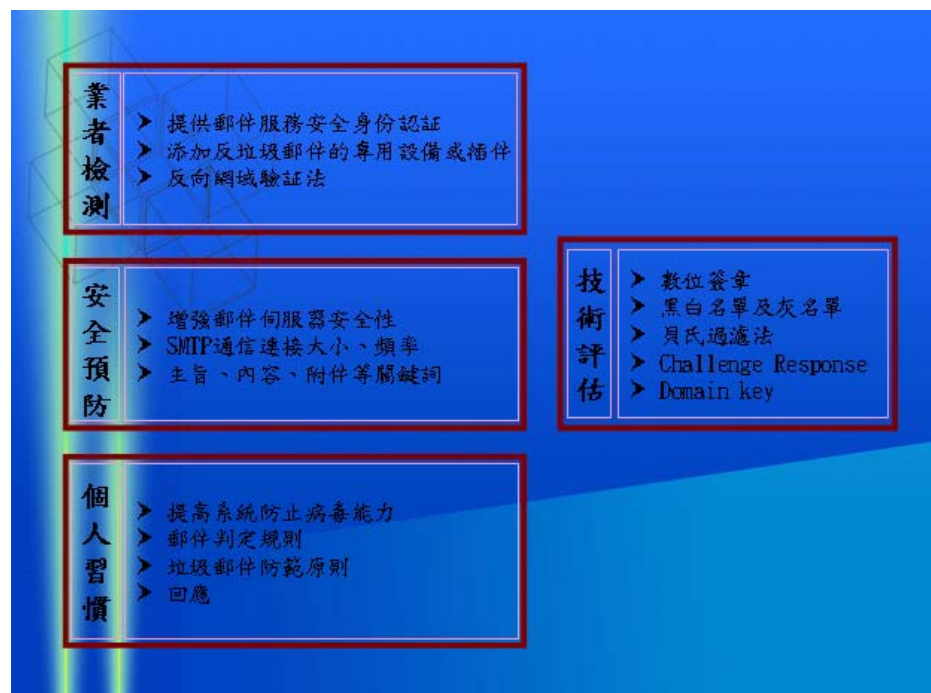 業者檢測
➤ 提供郵件服務安全身份認証
➤ 添加反垃圾郵件的專用設備或插件
➤ 反向網域驗証法
安全預防
➤ 增強郵件伺服器安全性
➤ SMTP通信連接大小、頻率
➤ 主旨、內容、附件等關鍵詞
個人習慣
➤ 提高系統防止病毒能力
➤ 郵件判定規則
➤ 垃圾郵件防範原則
➤ 回應
技術評估
➤ 數位簽章
➤ 黑白名單及灰名單
➤ 貝氏過濾法
➤ Challenge Response
➤ Domain key